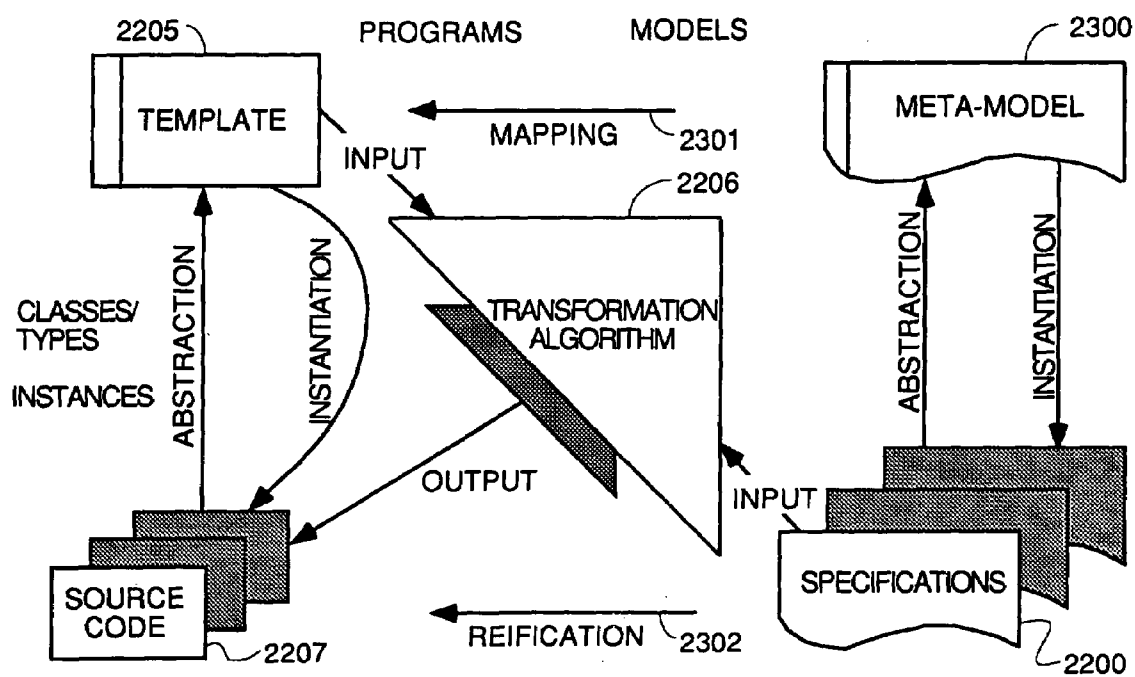 2205
PROGRAMS
MODELS
2300
TEMPLATE
META-MODEL
MAPPING
2301
INPUT
2206
ABSTRACTION
INSTANTIATION
CLASSES/
TYPES
INSTANCES
TRANSFORMATION
ALGORITHM
ABSTRACTION
INSTANTIATION
OUTPUT
INPUT
SOURCE
CODE
2207
REIFICATION
2302
SPECIFICATIONS
2200